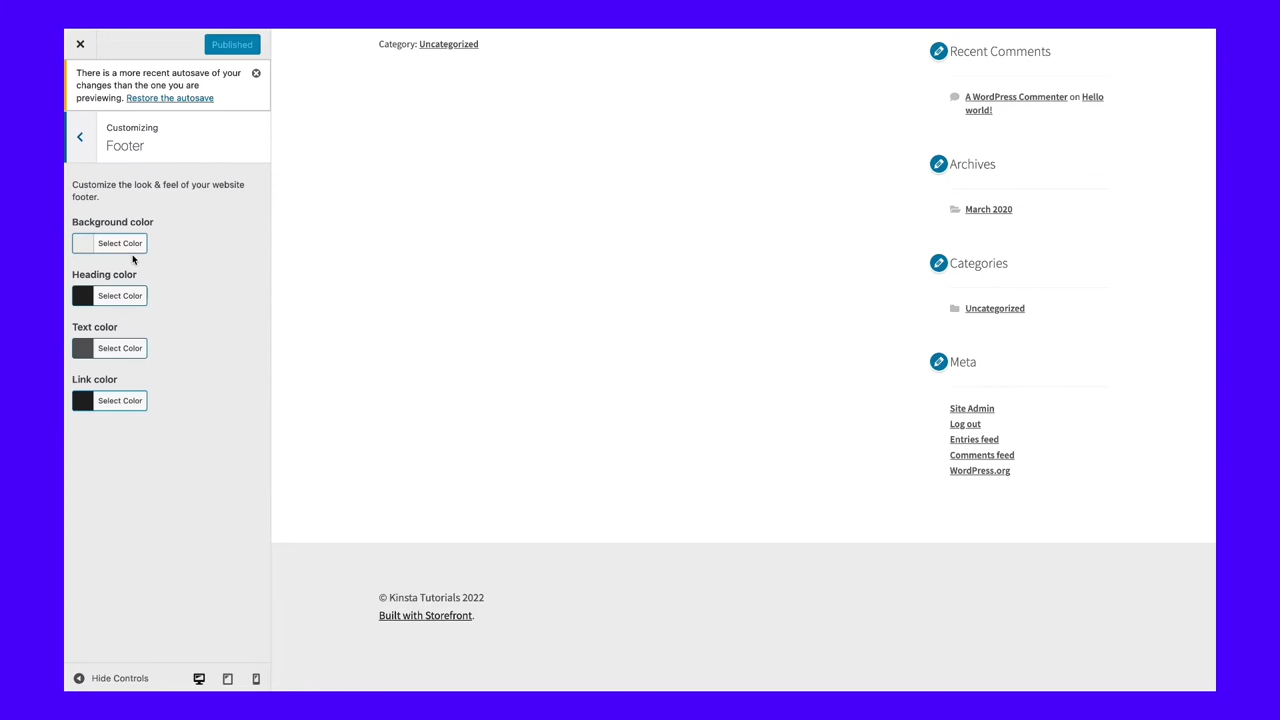 Published
There is a more recent autosave of your
changes than the one you are
previewing. Restore the autosave
Customizing
Footer
Customize the look & feel of your website
footer.
Background color
Select Color
Heading color
Select Color
Text color
Select Color
Link color
Select Color
Hide Controls
Category: Uncategorized
Recent Comments
A WordPress Commenter on Hello
world!
Archives
March 2020
Categories
Uncategorized
Meta
Site Admin
Log out
Entries feed
Comments feed
WordPress.org
© Kinsta Tutorials 2022
Built with Storefront.